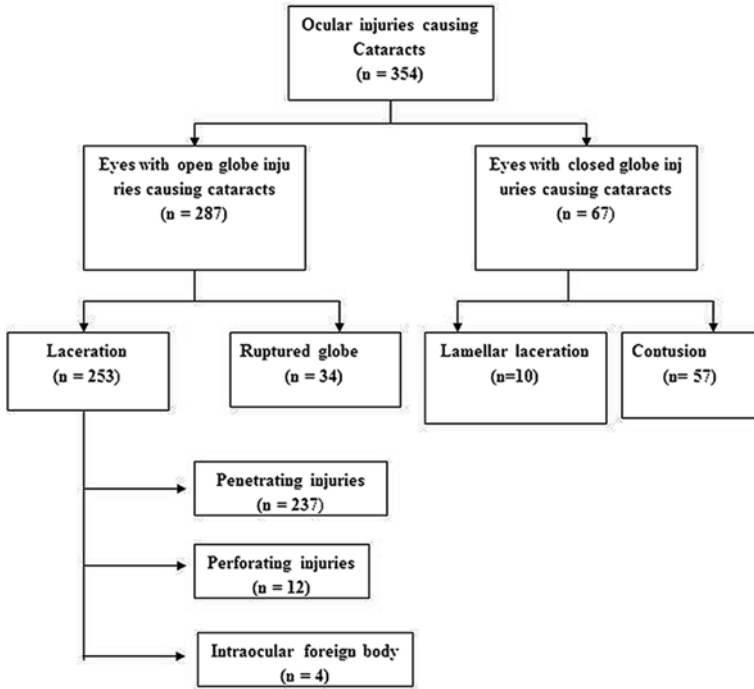 Ocular injuries causing
Cataracts
(n = 354)
Eyes with open globe inju
ries causing cataracts
(n = 287)
Eyes with closed globe inj
uries causing cataracts
(n = 67)
Laceration
(n = 253)
Ruptured globe
(n = 34)
Lamellar laceration
(n=10)
Contusion
(n= 57)
Penetrating injuries
(n = 237)
Perforating injuries
(n = 12)
Intraocular foreign body
(n = 4)